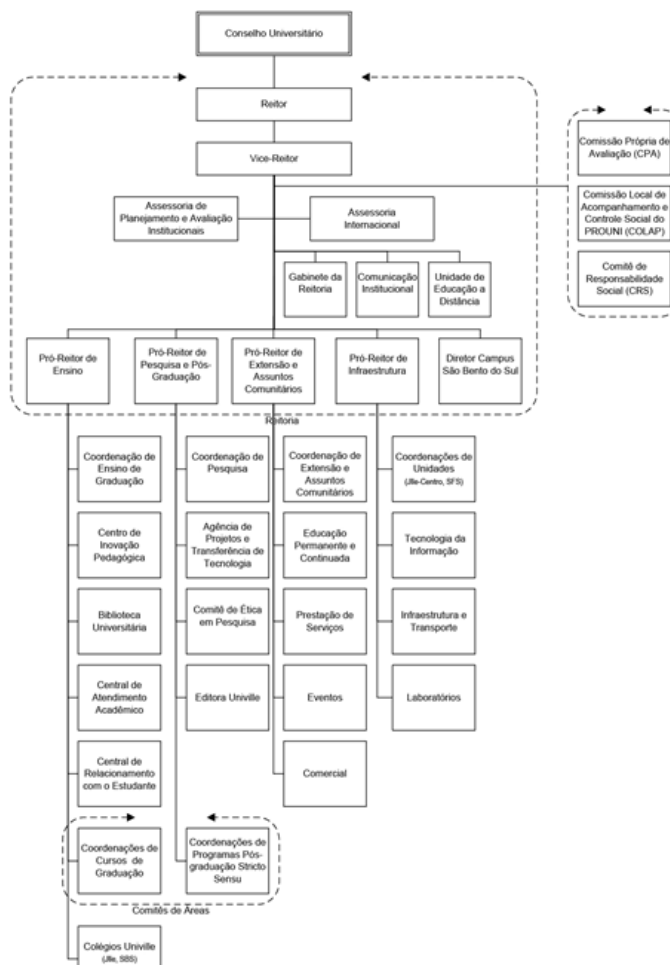 Conselho Universitário
Reitor
Vice-Reitor
Comissão Própria de
Avaliação (CPA)
Comissão Local de
Acompanhamento e
Controle Social do
PROUNI (COLAP)
Comitê de
Responsabilidade
Social (CRS)
Assessoria de
Planejamento e Avaliação
Institucionais
Assessoria
Internacional
Gabinete da
Reitoria
Comunicação
Institucional
Unidade de
Educação a
Distância
Pró-Reitor de
Ensino
Pró-Reitor de
Pesquisa e Pós-
Graduação
Pró-Reitor de
Extensão e
Assuntos
Comunitários
Pró-Reitor de
Infraestrutura
Diretor Campus
São Bento do Sul
Reitoria
Coordenação de
Ensino de
Graduação
Coordenação de
Pesquisa
Coordenação de
Extensão e
Assuntos
Comunitários
Coordenações de
Unidades
(Jlle-Centro, SFS)
Centro de
Inovação
Pedagógica
Agência de
Projetos e
Transferência de
Tecnologia
Educação
Permanente e
Continuada
Tecnologia da
Informação
Biblioteca
Universitária
Comitê de Ética
em Pesquisa
Prestação de
Serviços
Infraestrutura e
Transporte
Central de
Atendimento
Acadêmico
Editora Univille
Eventos
Laboratórios
Central de
Relacionamento
com o Estudante
Comercial
Coordenações de
Cursos de
Graduação
Coordenações de
Programas Pós-
graduação Stricto
Sensu
Comitês de Áreas
Colégios Univille
(Jlle, SBS)